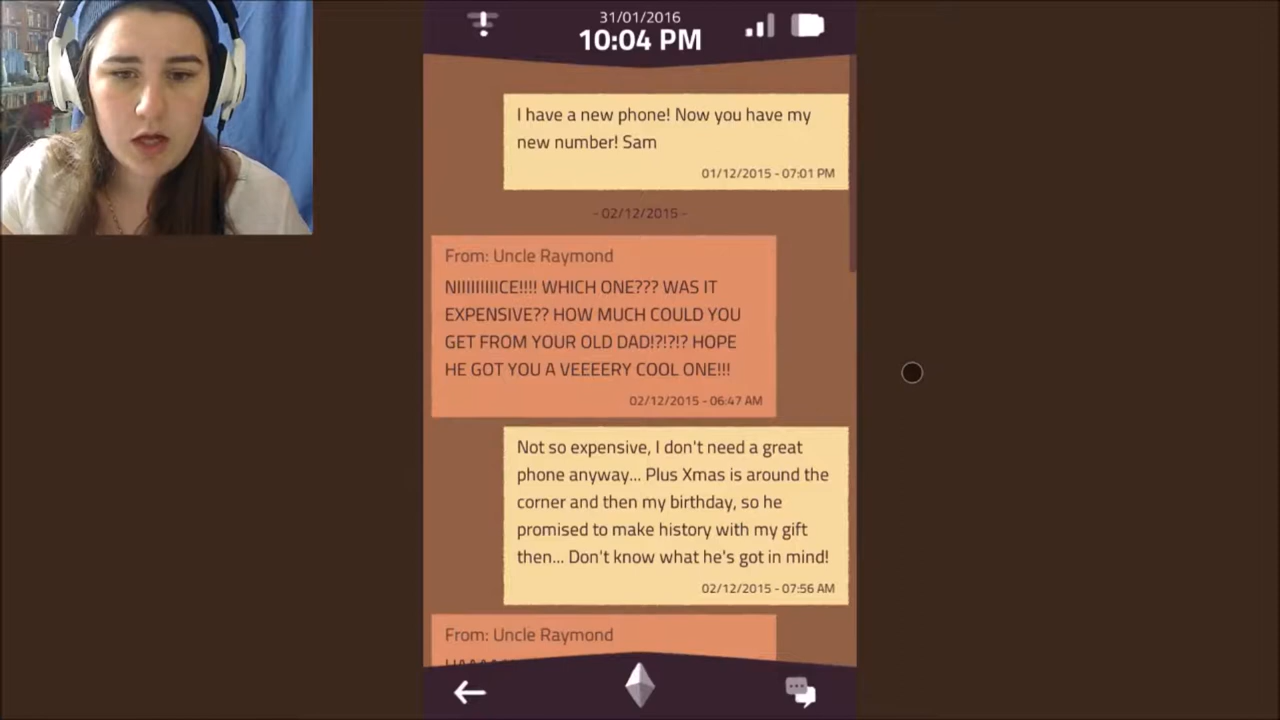 31/01/2016
10:04 PM
I have a new phone! Now you have my
new number! Sam
01/12/2015 - 07:01 PM
- 02/12/2015 -
From: Uncle Raymond
NIIIIIIIICE!!!! WHICH ONE??? WAS IT
EXPENSIVE?? HOW MUCH COULD YOU
GET FROM YOUR OLD DAD!?!?!? HOPE
HE GOT YOU A VEEEERY COOL ONE!!!
02/12/2015 - 06:47 AM
Not so expensive, I don't need a great
phone anyway... Plus Xmas is around the
corner and then my birthday, so he
promised to make history with my gift
then... Don't know what he's got in mind!
02/12/2015 - 07:56 AM
From: Uncle Raymond